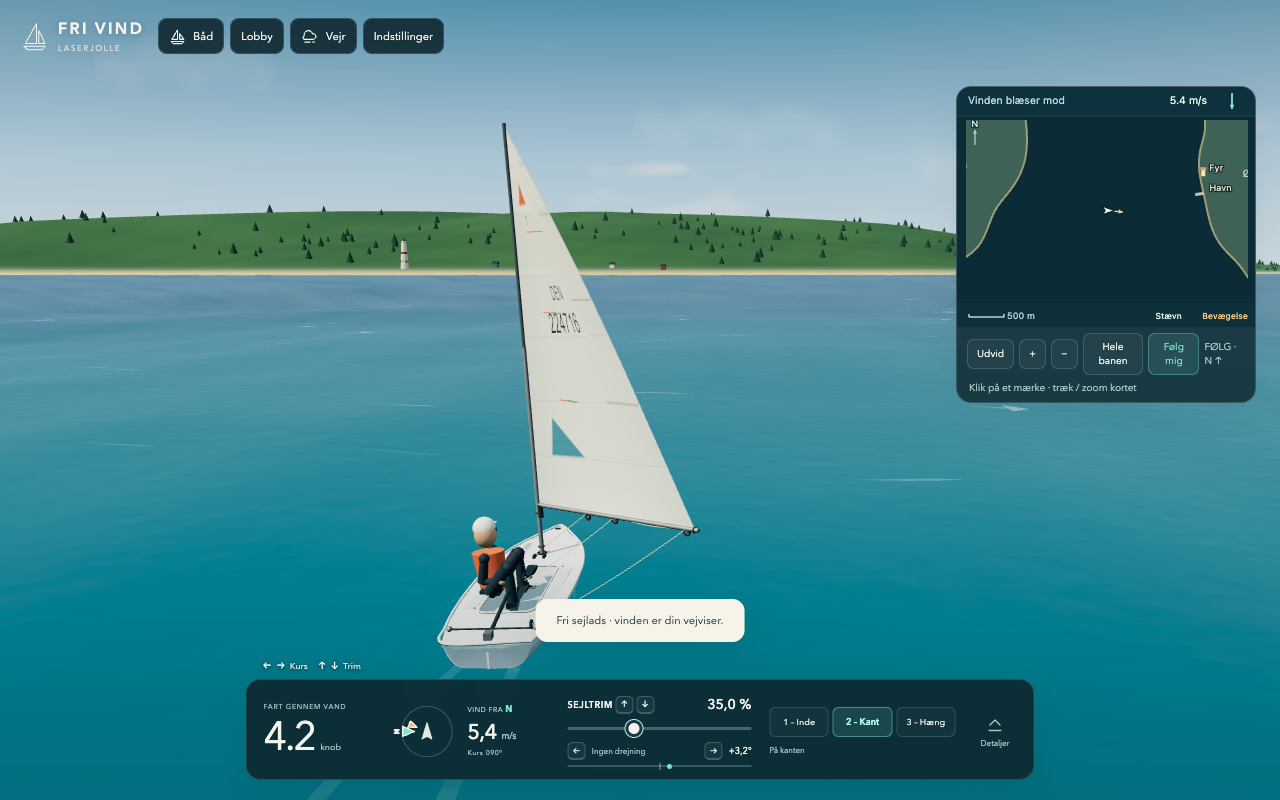 FRI VIND
LASERJOLLE
Båd
Lobby
Vejr
Indstillinger
Vinden blæser mod
5.4 m/s
N
Fyr
Havn
500 m
Stævn
Bevægelse
Udvid
+
−
Hele banen
Følg mig
FØLG · N ↑
Klik på et mærke · træk / zoom kortet
DEN
224716
Fri sejlads · vinden er din vejviser.
← → Kurs ↑ ↓ Trim
FART GENNEM VAND
4.2 knob
VIND FRA N
5,4 m/s
Kurs 090°
SEJLTRIM ↑ ↓ 35,0 %
← Ingen drejning → +3,2°
1 – Inde
2 – Kant
3 – Hæng
På kanten
Detaljer